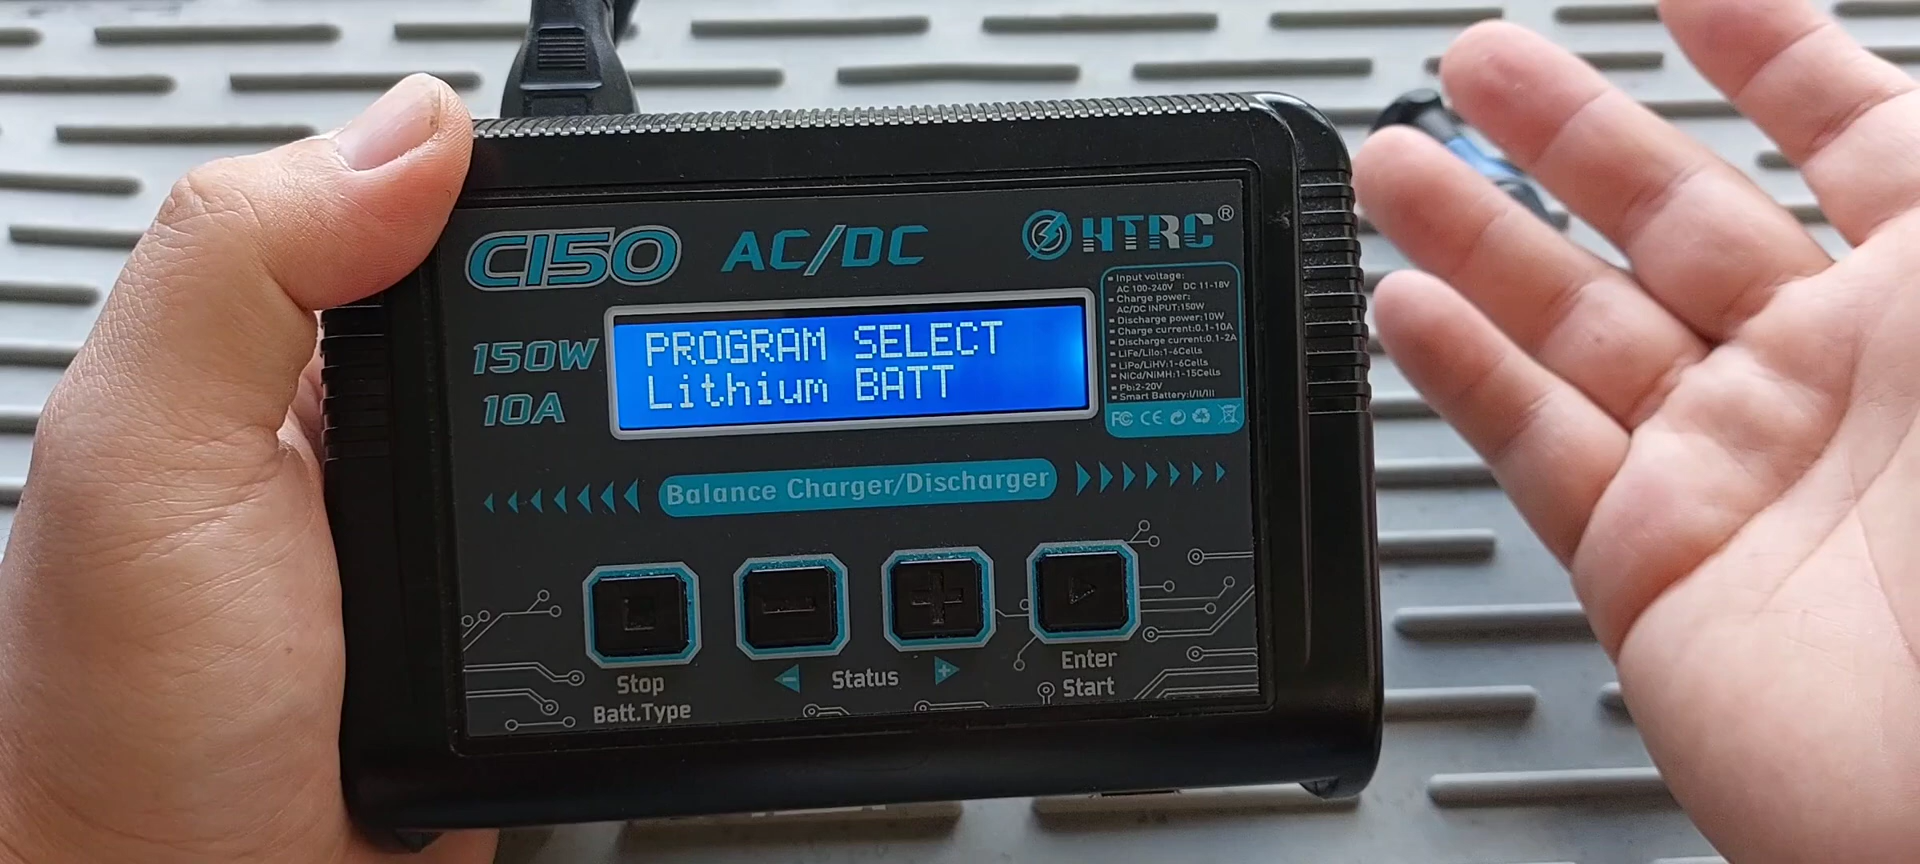 C150 AC/DC HTRC®
150W
10A
PROGRAM SELECT
Lithium BATT
▪ Input voltage:
AC 100-240V DC 11-18V
▪ Charge power:
AC/DC INPUT:150W
▪ Discharge power:10W
▪ Charge current:0.1-10A
▪ Discharge current:0.1-2A
▪ LiFe/LiIo:1-6Cells
▪ LiPo/LiHV:1-6Cells
▪ NiCd/NiMH:1-15Cells
▪ Pb:2-20V
▪ Smart Battery:I/II/III
FC CE
Balance Charger/Discharger
Stop
Batt.Type
− Status +
Enter
Start